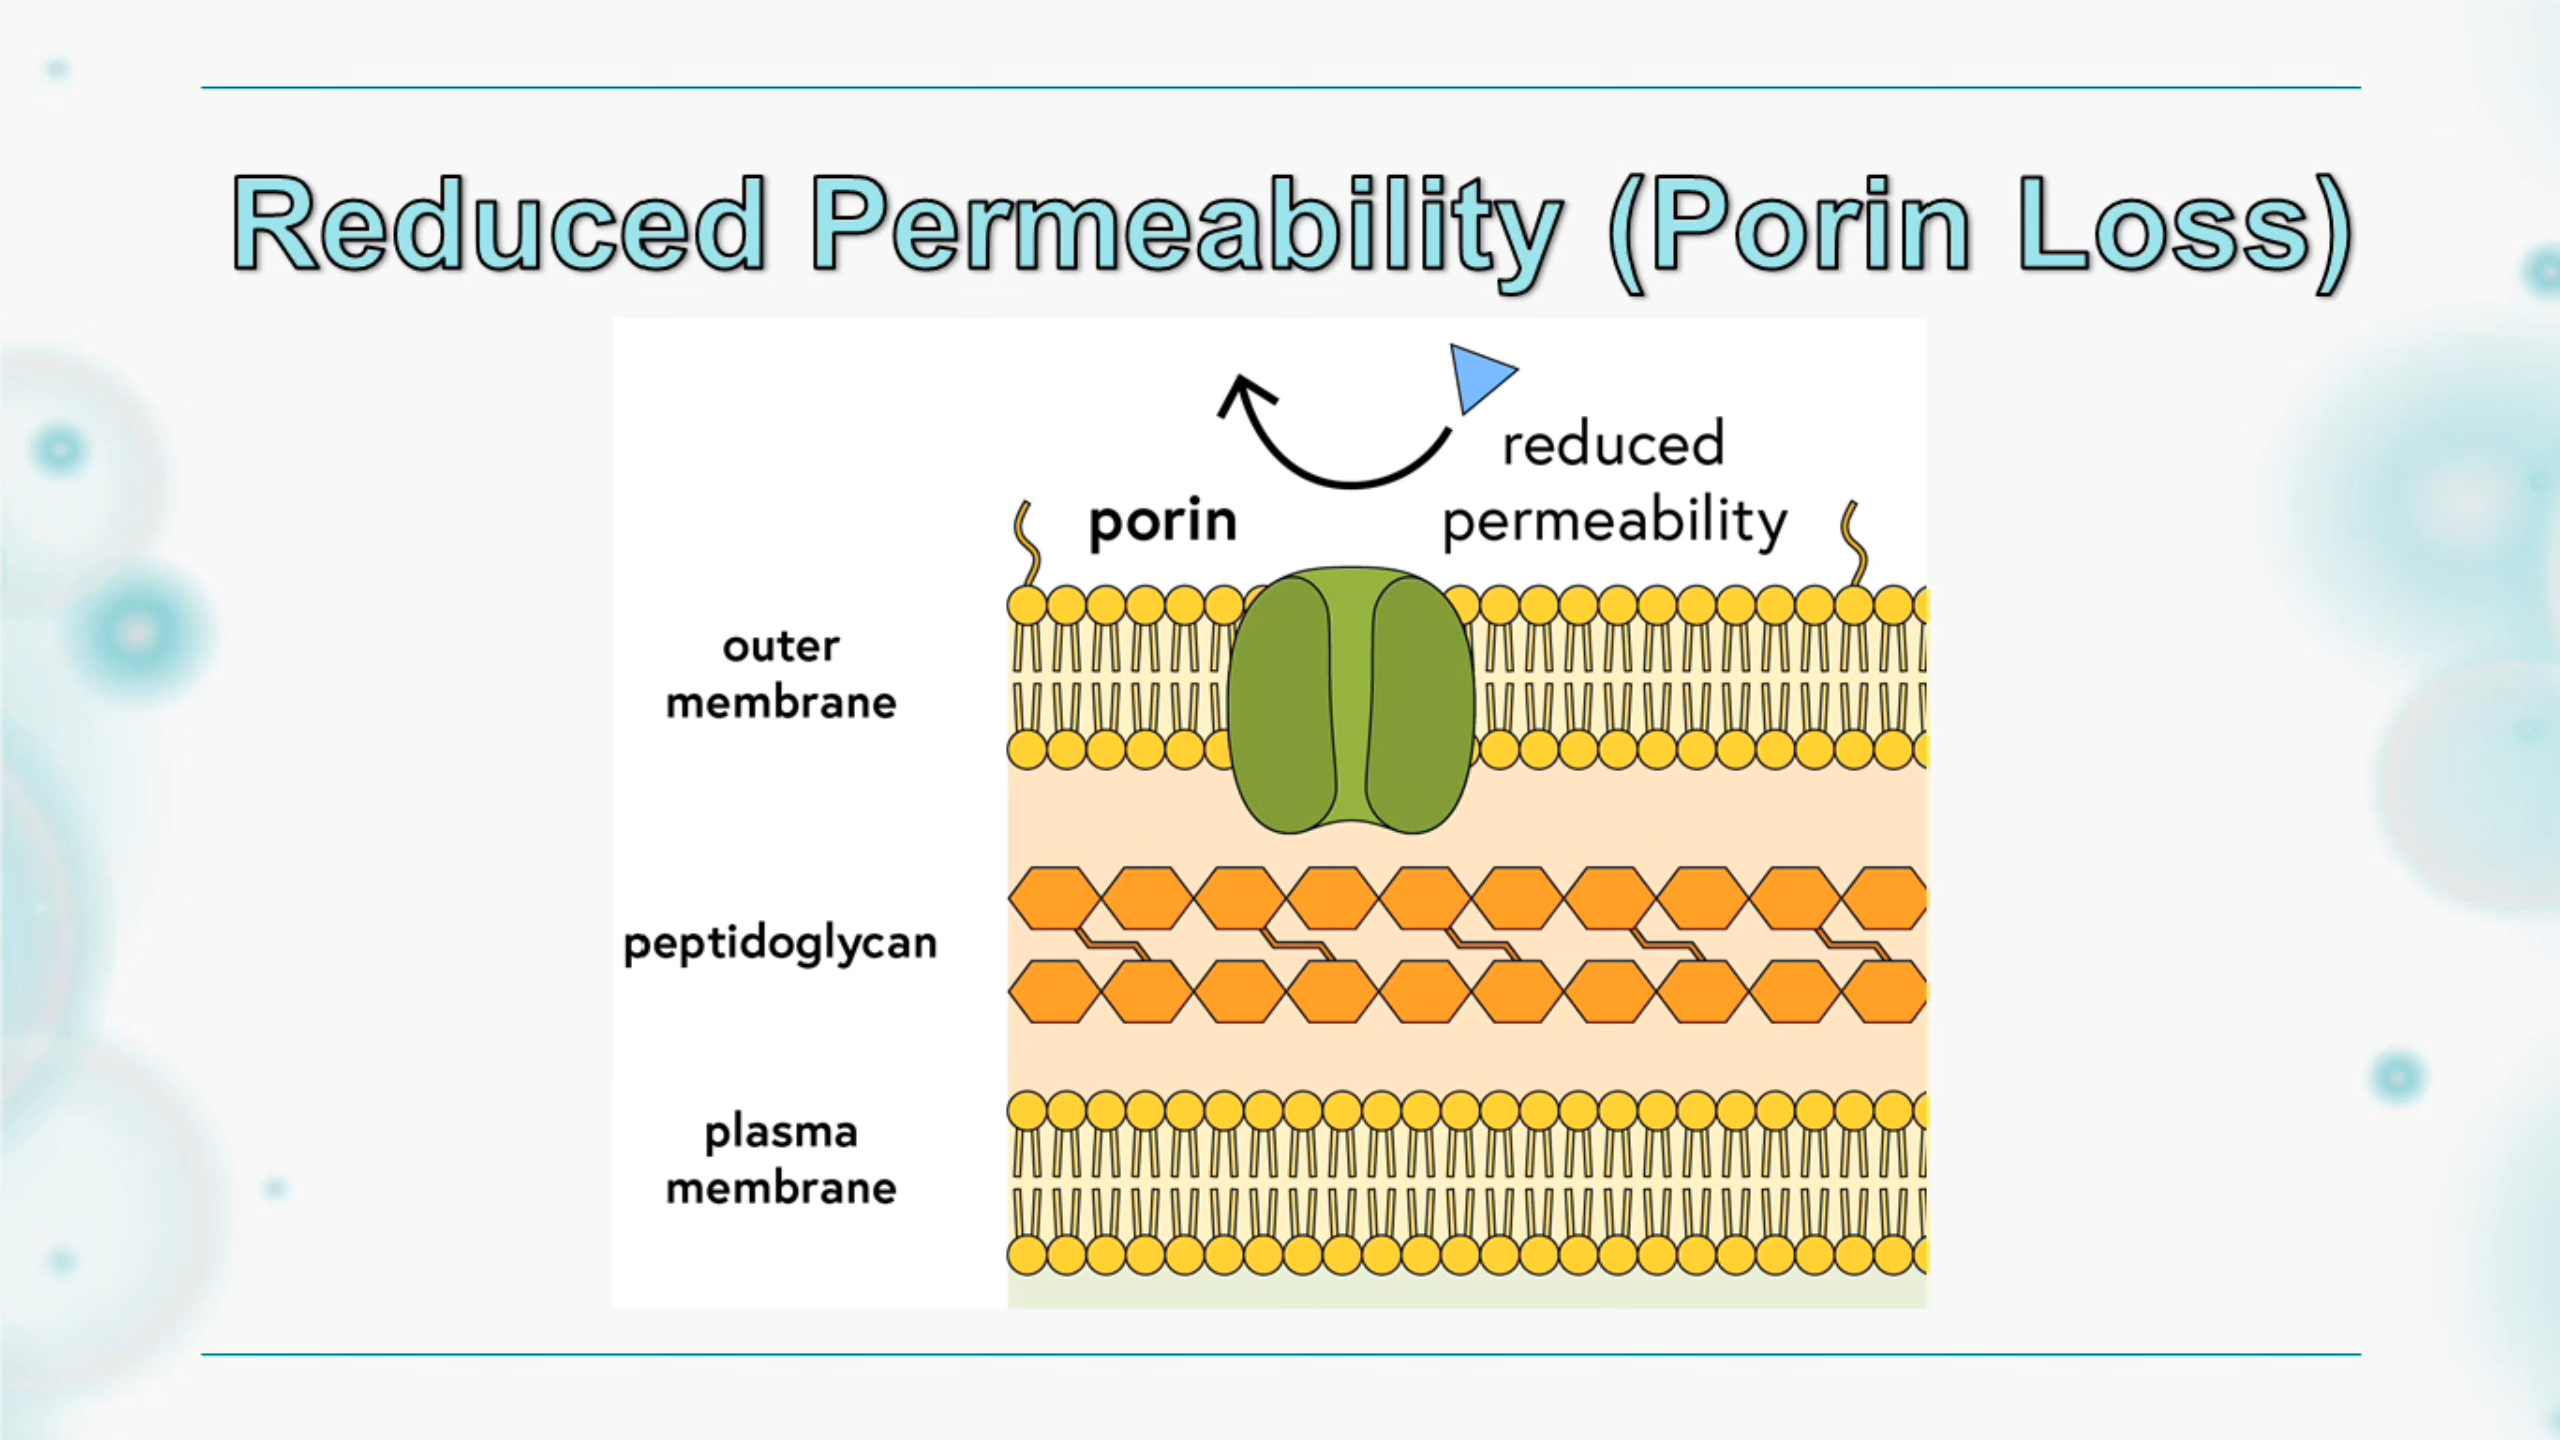 Reduced Permeability (Porin Loss)
reduced
permeability
porin
outer
membrane
peptidoglycan
plasma
membrane